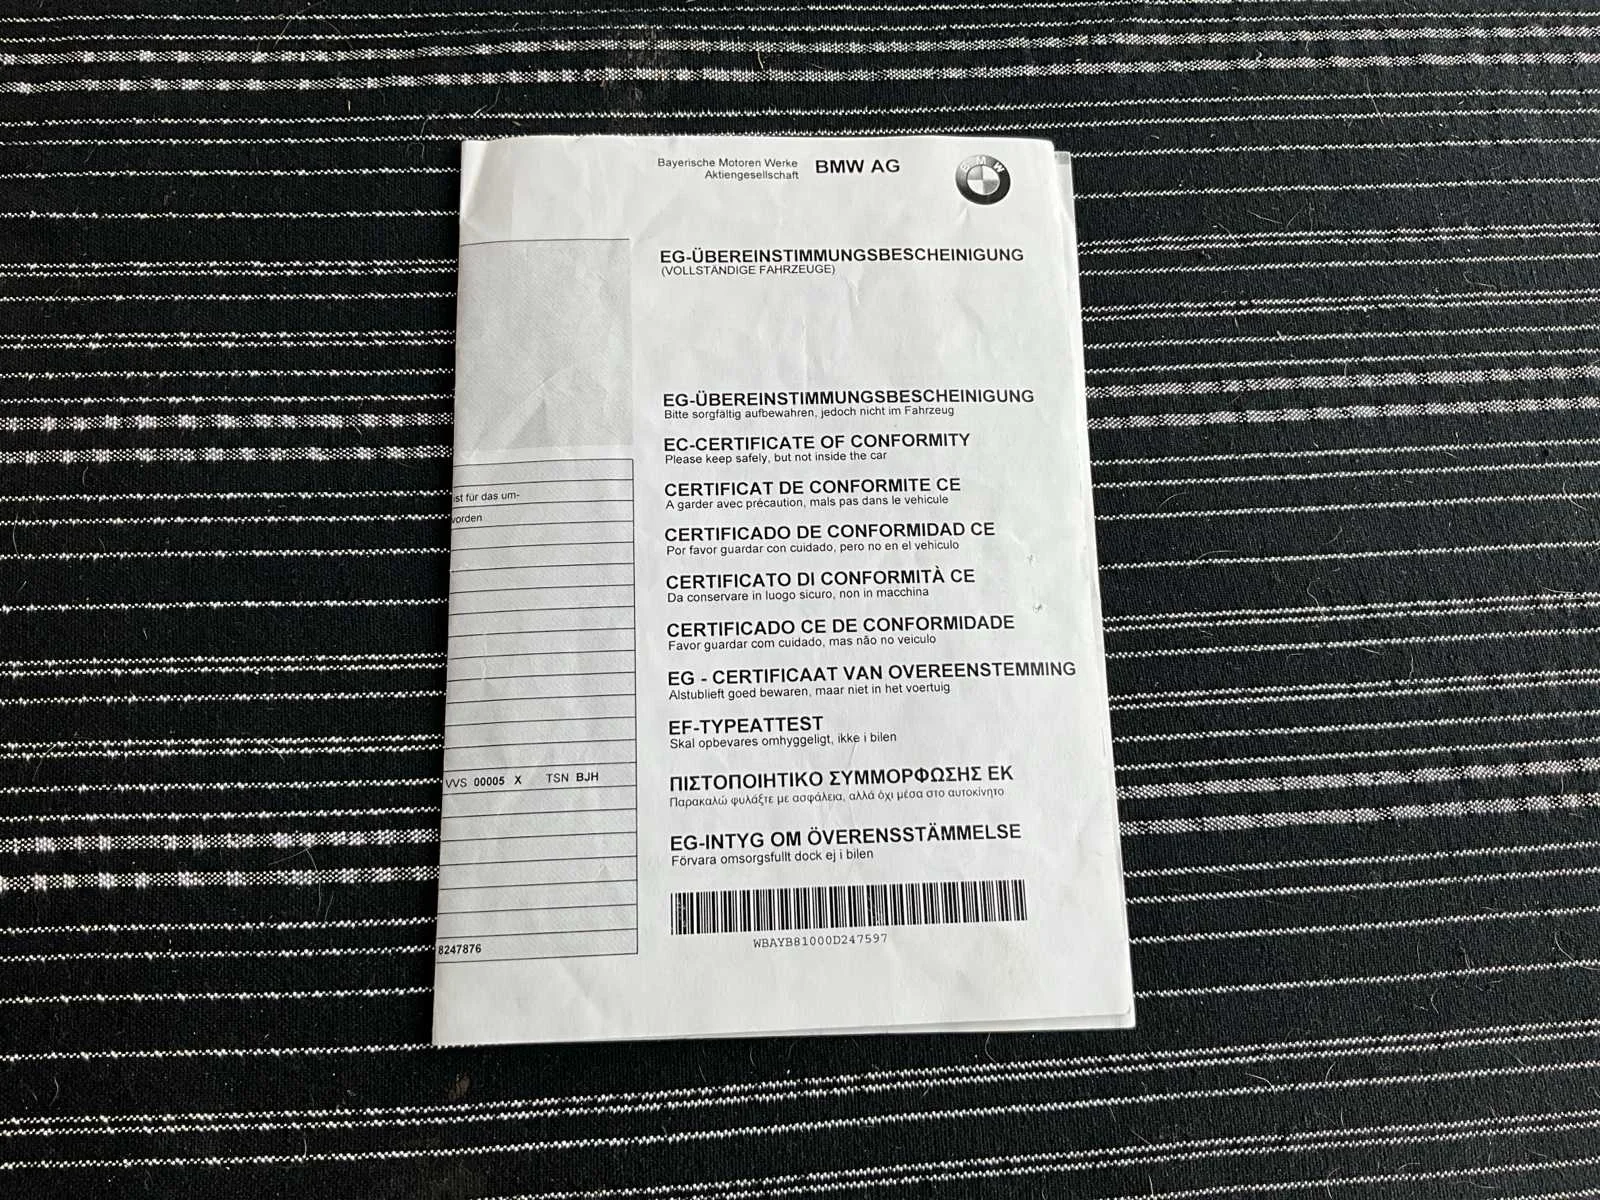 Bayerische Motoren Werke
Aktiengesellschaft
BMW AG
BMW
EG-ÜBEREINSTIMMUNGSBESCHEINIGUNG
(VOLLSTÄNDIGE FAHRZEUGE)
EG-ÜBEREINSTIMMUNGSBESCHEINIGUNG
Bitte sorgfältig aufbewahren, jedoch nicht im Fahrzeug
EC-CERTIFICATE OF CONFORMITY
Please keep safely, but not inside the car
CERTIFICAT DE CONFORMITE CE
A garder avec précaution, mais pas dans le vehicule
CERTIFICADO DE CONFORMIDAD CE
Por favor guardar con cuidado, pero no en el vehiculo
CERTIFICATO DI CONFORMITÀ CE
Da conservare in luogo sicuro, non in macchina
CERTIFICADO CE DE CONFORMIDADE
Favor guardar com cuidado, mas não no veiculo
EG - CERTIFICAAT VAN OVEREENSTEMMING
Alstublieft goed bewaren, maar niet in het voertuig
EF-TYPEATTEST
Skal opbevares omhyggeligt, ikke i bilen
ΠΙΣΤΟΠΟΙΗΤΙΚΟ ΣΥΜΜΟΡΦΩΣΗΣ ΕΚ
Παρακαλώ φυλάξτε με ασφάλεια, αλλά όχι μέσα στο αυτοκίνητο
EG-INTYG OM ÖVERENSSTÄMMELSE
Förvara omsorgsfullt dock ej i bilen
WBAYB81000D247597
ist für das um-
worden
VVS 00005 X TSN BJH
8247876